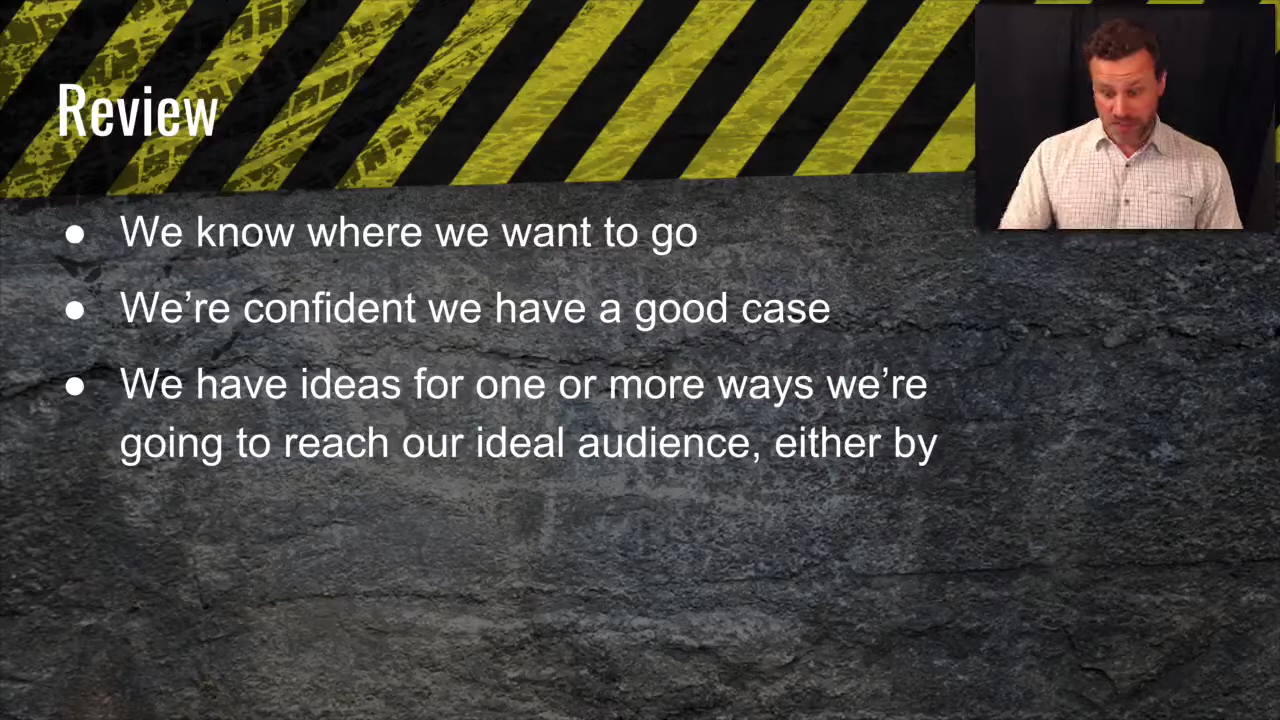 Review
● We know where we want to go
● We’re confident we have a good case
● We have ideas for one or more ways we’re
going to reach our ideal audience, either by